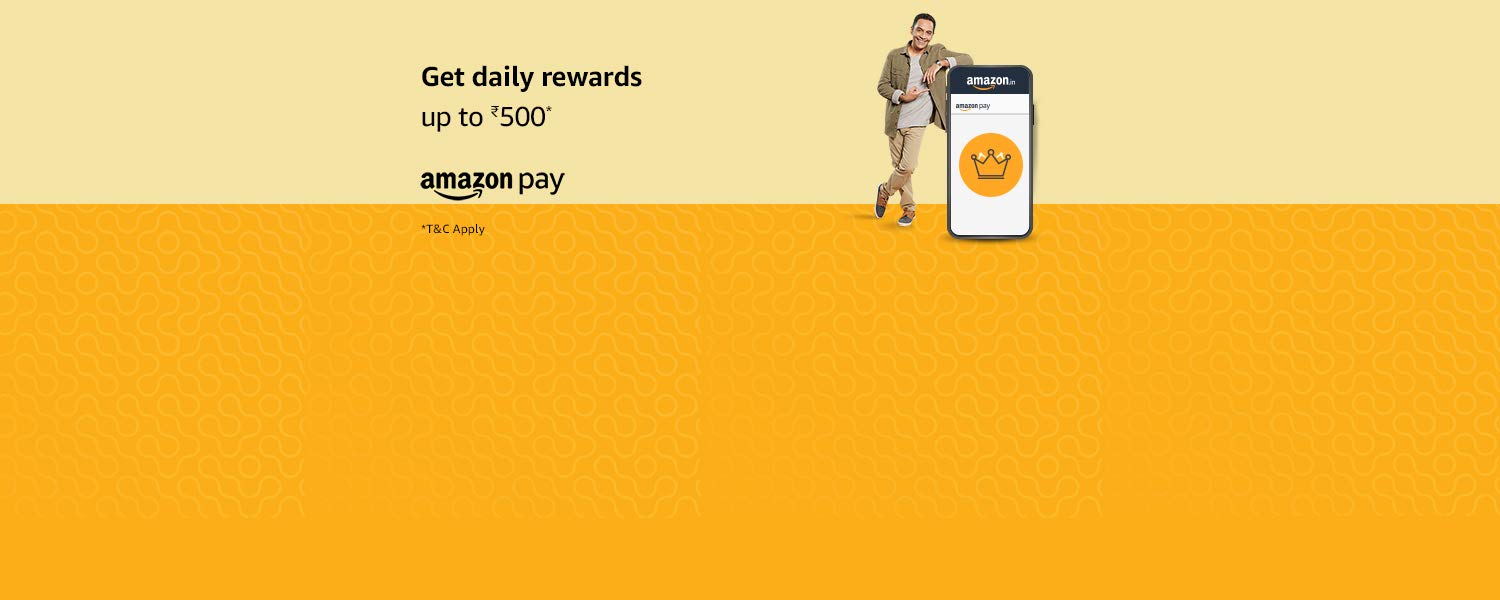 Get daily rewards
up to ₹500*
amazon pay
*T&C Apply
amazon.in
amazon pay